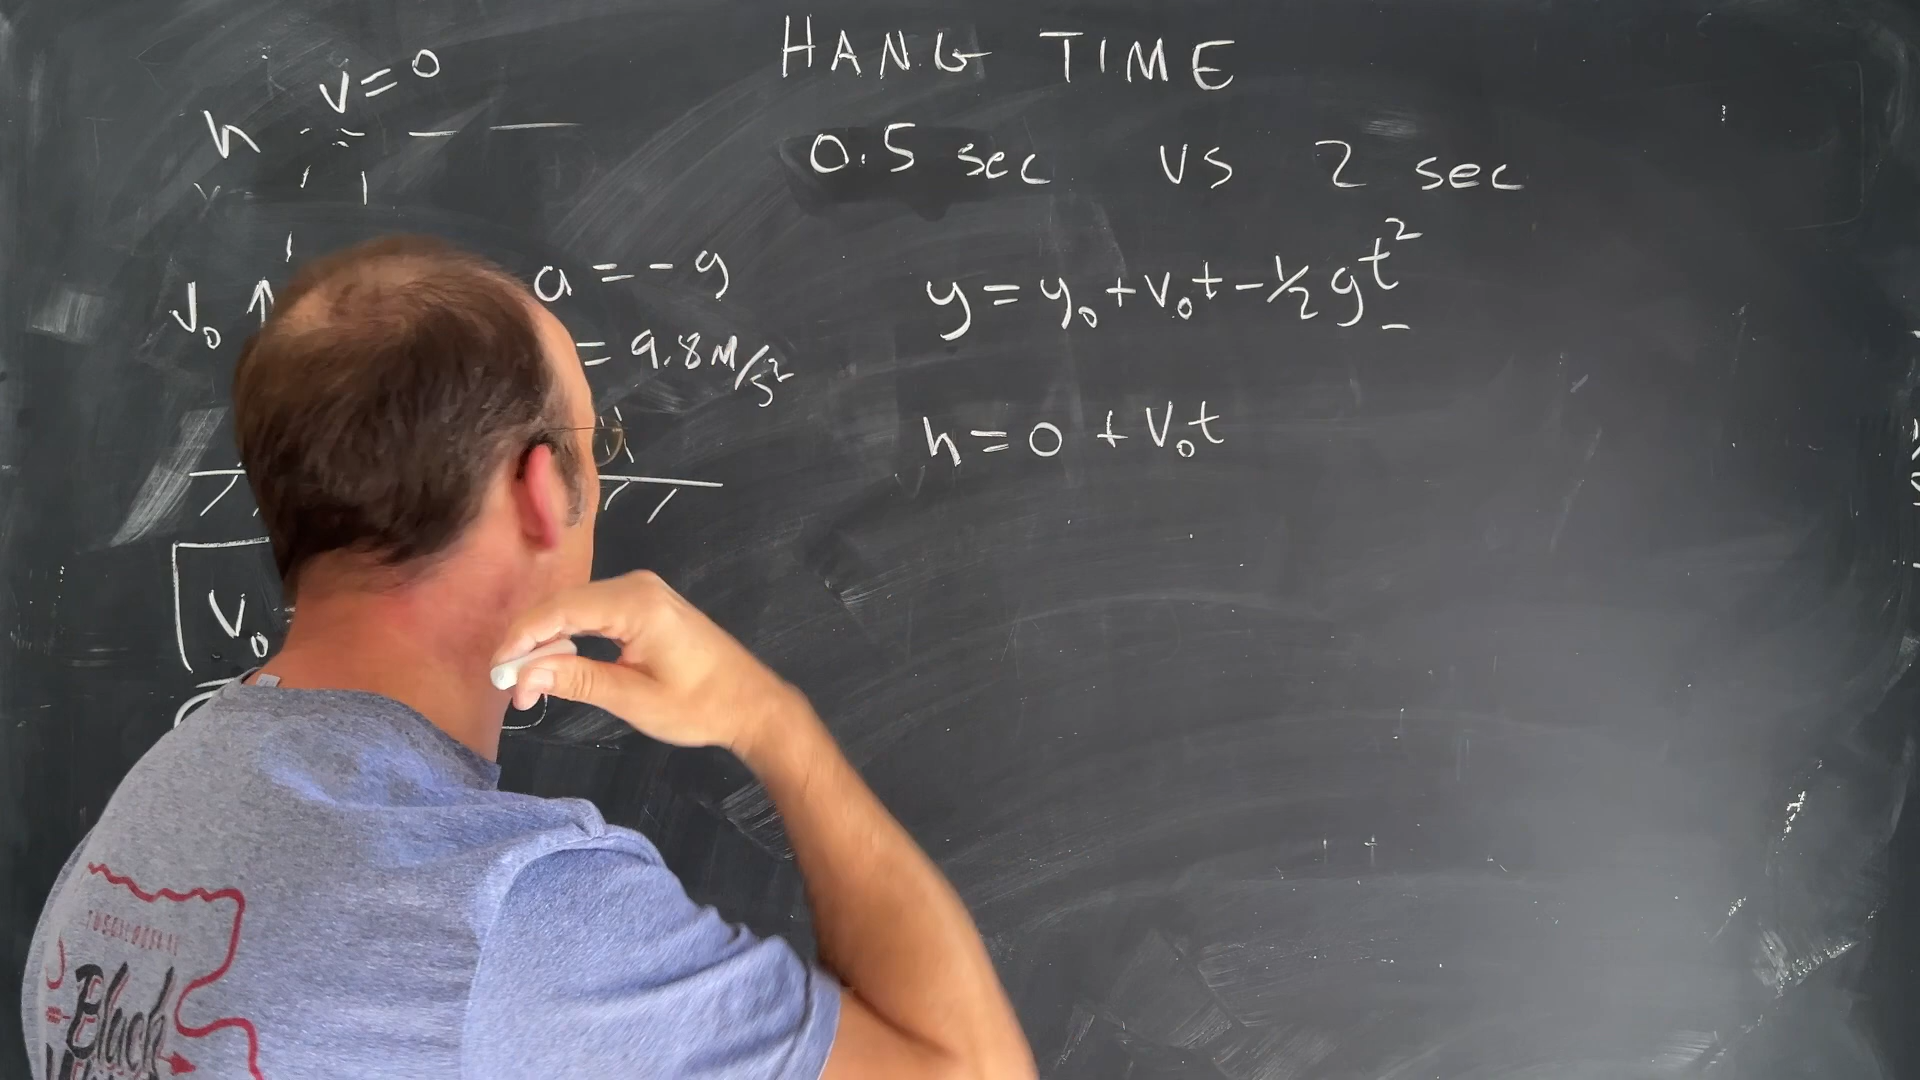 HANG TIME
0.5 sec vs 2 sec
v=0
h
v₀
a = -g
= 9.8 M/s²
y = y₀ + v₀t - ½gt²
h = 0 + v₀t
v₀
Black